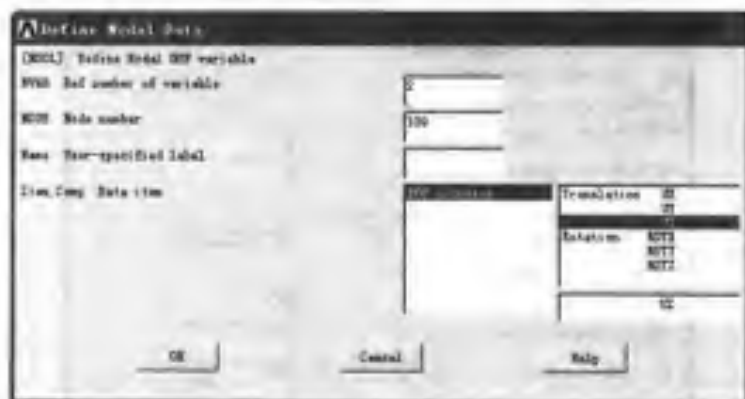 Define Nodal Data
[NSOL] Define Nodal DOF variable
NVAR Ref number of variable
2
NODE Node number
Name User-specified label
Item,Comp Data item
DOF solution
Translation UX
UY
UZ
Rotation ROTX
ROTY
ROTZ
UZ
OK
Cancel
Help